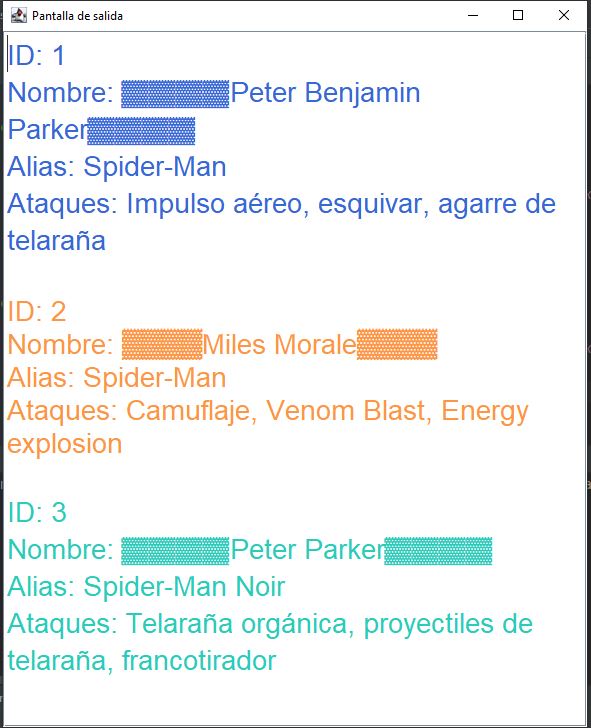 Pantalla de salida
ID: 1
Nombre: ▓▓▓▓Peter Benjamin
Parker▓▓▓▓
Alias: Spider-Man
Ataques: Impulso aéreo, esquivar, agarre de
telaraña
ID: 2
Nombre: ▓▓▓Miles Morale▓▓▓
Alias: Spider-Man
Ataques: Camuflaje, Venom Blast, Energy
explosion
ID: 3
Nombre: ▓▓▓▓Peter Parker▓▓▓▓
Alias: Spider-Man Noir
Ataques: Telaraña orgánica, proyectiles de
telaraña, francotirador